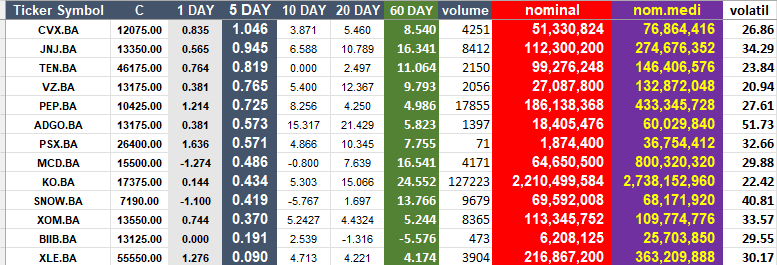 Ticker Symbol C 1 DAY 5 DAY 10 DAY 20 DAY 60 DAY volume nominal nom.medi volatil
CVX.BA 12075.00 0.835 1.046 3.871 5.460 8.540 4251 51,330,824 76,864,416 26.86
JNJ.BA 13350.00 0.565 0.945 6.588 10.789 16.341 8412 112,300,200 274,676,352 34.29
TEN.BA 46175.00 0.764 0.819 0.000 2.497 11.064 2150 99,276,248 146,406,576 23.84
VZ.BA 13175.00 0.381 0.765 5.400 12.367 9.793 2056 27,087,800 132,872,048 20.94
PEP.BA 10425.00 1.214 0.725 8.256 4.250 4.986 17855 186,138,368 433,345,728 27.61
ADGO.BA 13175.00 0.381 0.573 15.317 21.429 5.823 1397 18,405,476 60,029,840 51.73
PSX.BA 26400.00 1.636 0.571 4.866 10.345 7.755 71 1,874,400 36,754,412 32.66
MCD.BA 15500.00 -1.274 0.486 -0.800 7.639 16.541 4171 64,650,500 800,320,320 29.88
KO.BA 17375.00 0.144 0.434 5.303 15.066 24.552 127223 2,210,499,584 2,738,152,960 22.42
SNOW.BA 7190.00 -1.100 0.419 -5.767 1.697 13.766 9679 69,592,008 68,171,920 40.81
XOM.BA 13550.00 0.744 0.370 5.2427 4.4324 5.244 8365 113,345,752 109,774,776 33.57
BIIB.BA 13125.00 0.000 0.191 2.539 -1.316 -5.576 473 6,208,125 25,703,850 29.55
XLE.BA 55550.00 1.276 0.090 4.713 4.221 4.174 3904 216,867,200 363,209,888 30.17